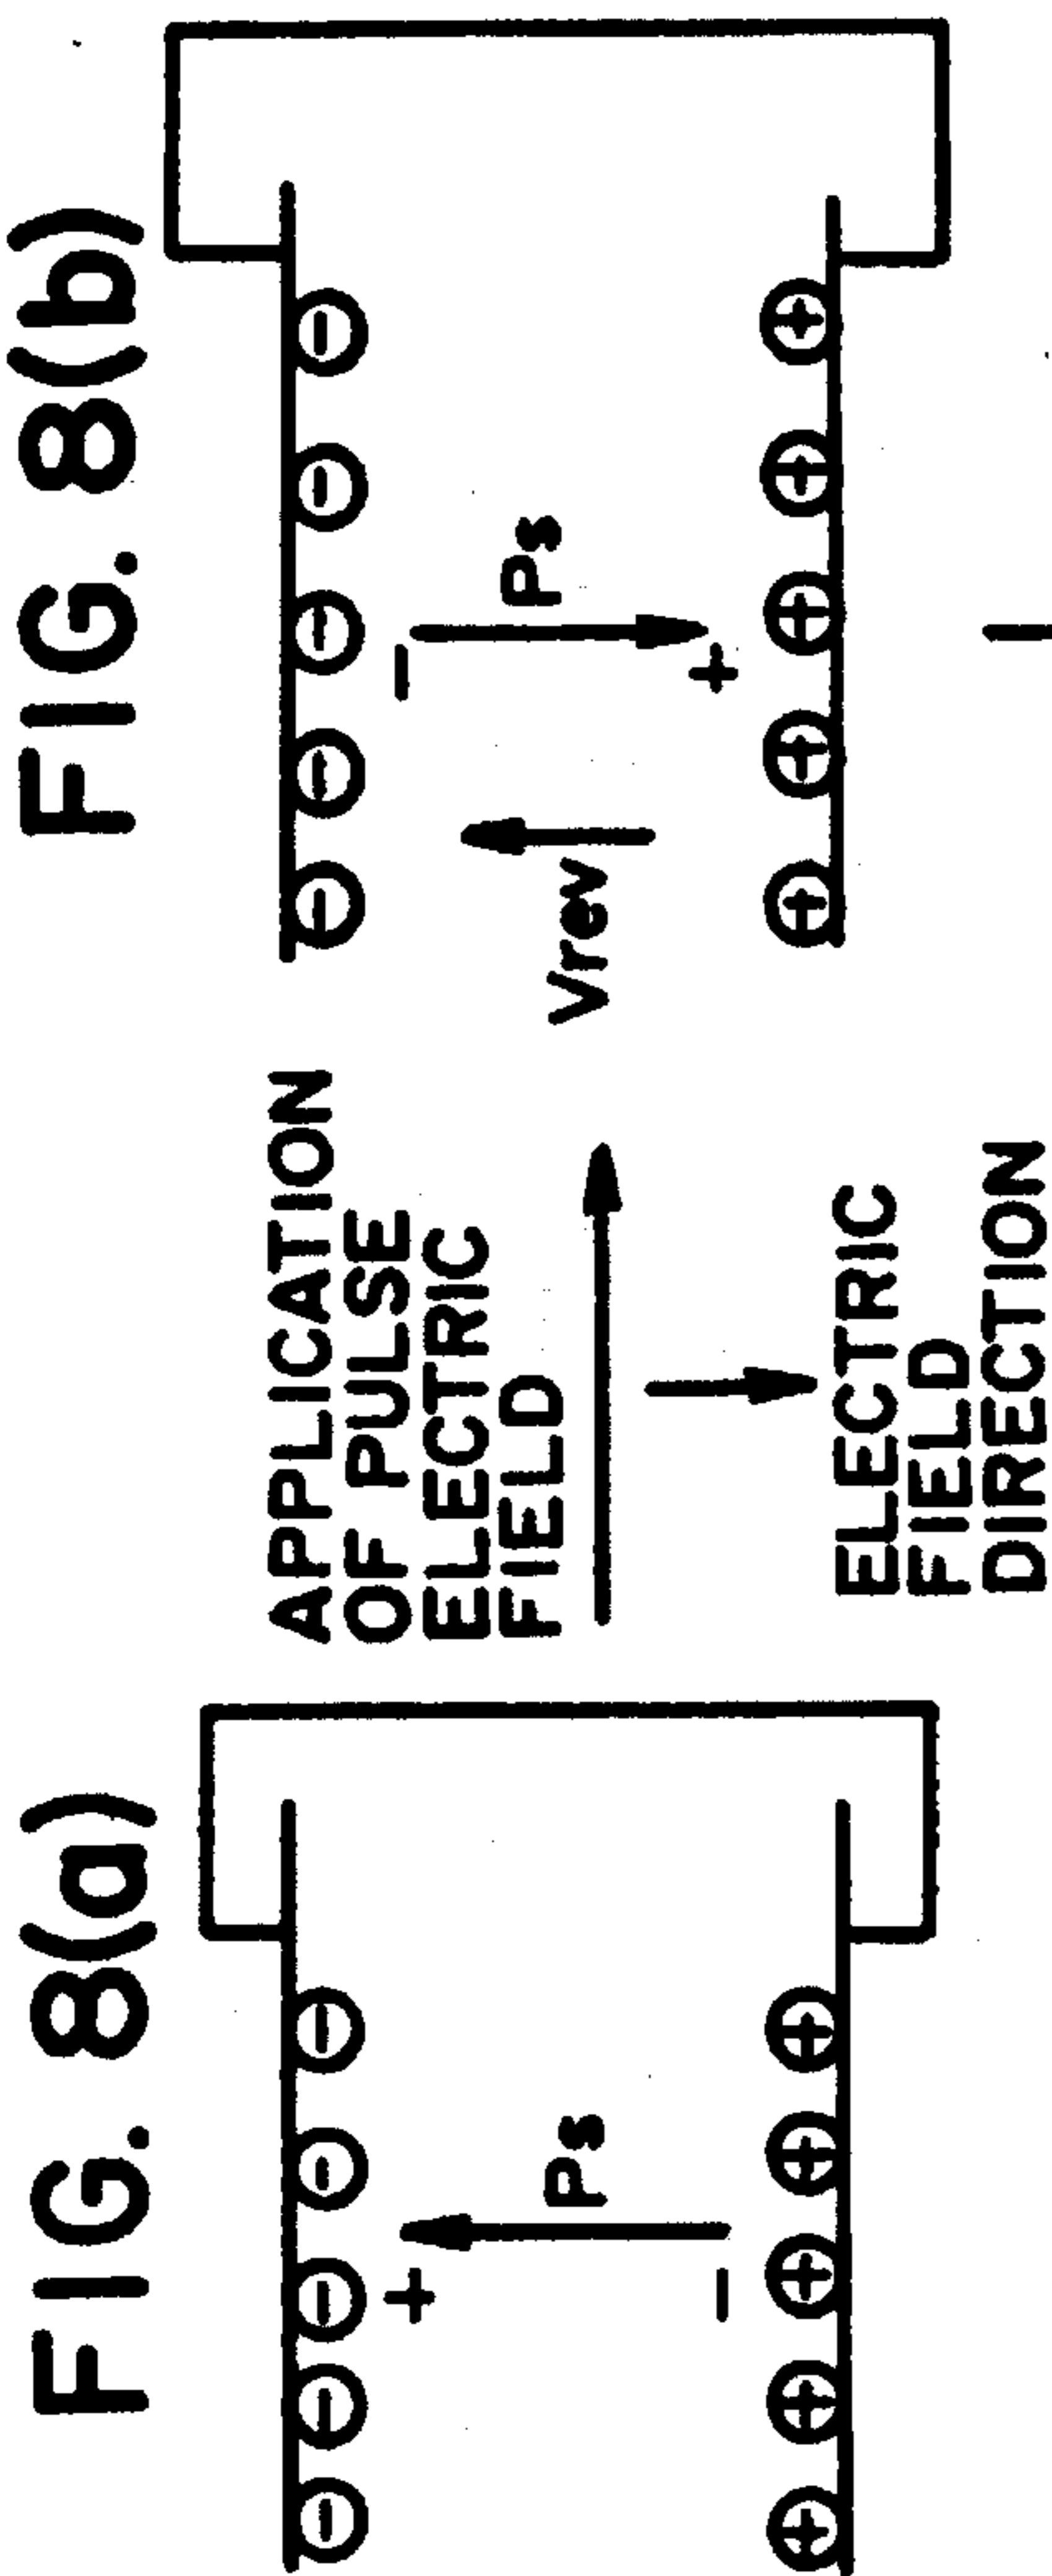 FIG. 8(a)
⊖ ⊖ ⊖ ⊖ ⊖
+
Ps
−
⊕ ⊕ ⊕ ⊕ ⊕
APPLICATION
OF PULSE
ELECTRIC
FIELD
ELECTRIC
FIELD
DIRECTION
FIG. 8(b)
⊖ ⊖ ⊖ ⊖ ⊖
−
Vrev
Ps
+
⊕ ⊕ ⊕ ⊕ ⊕